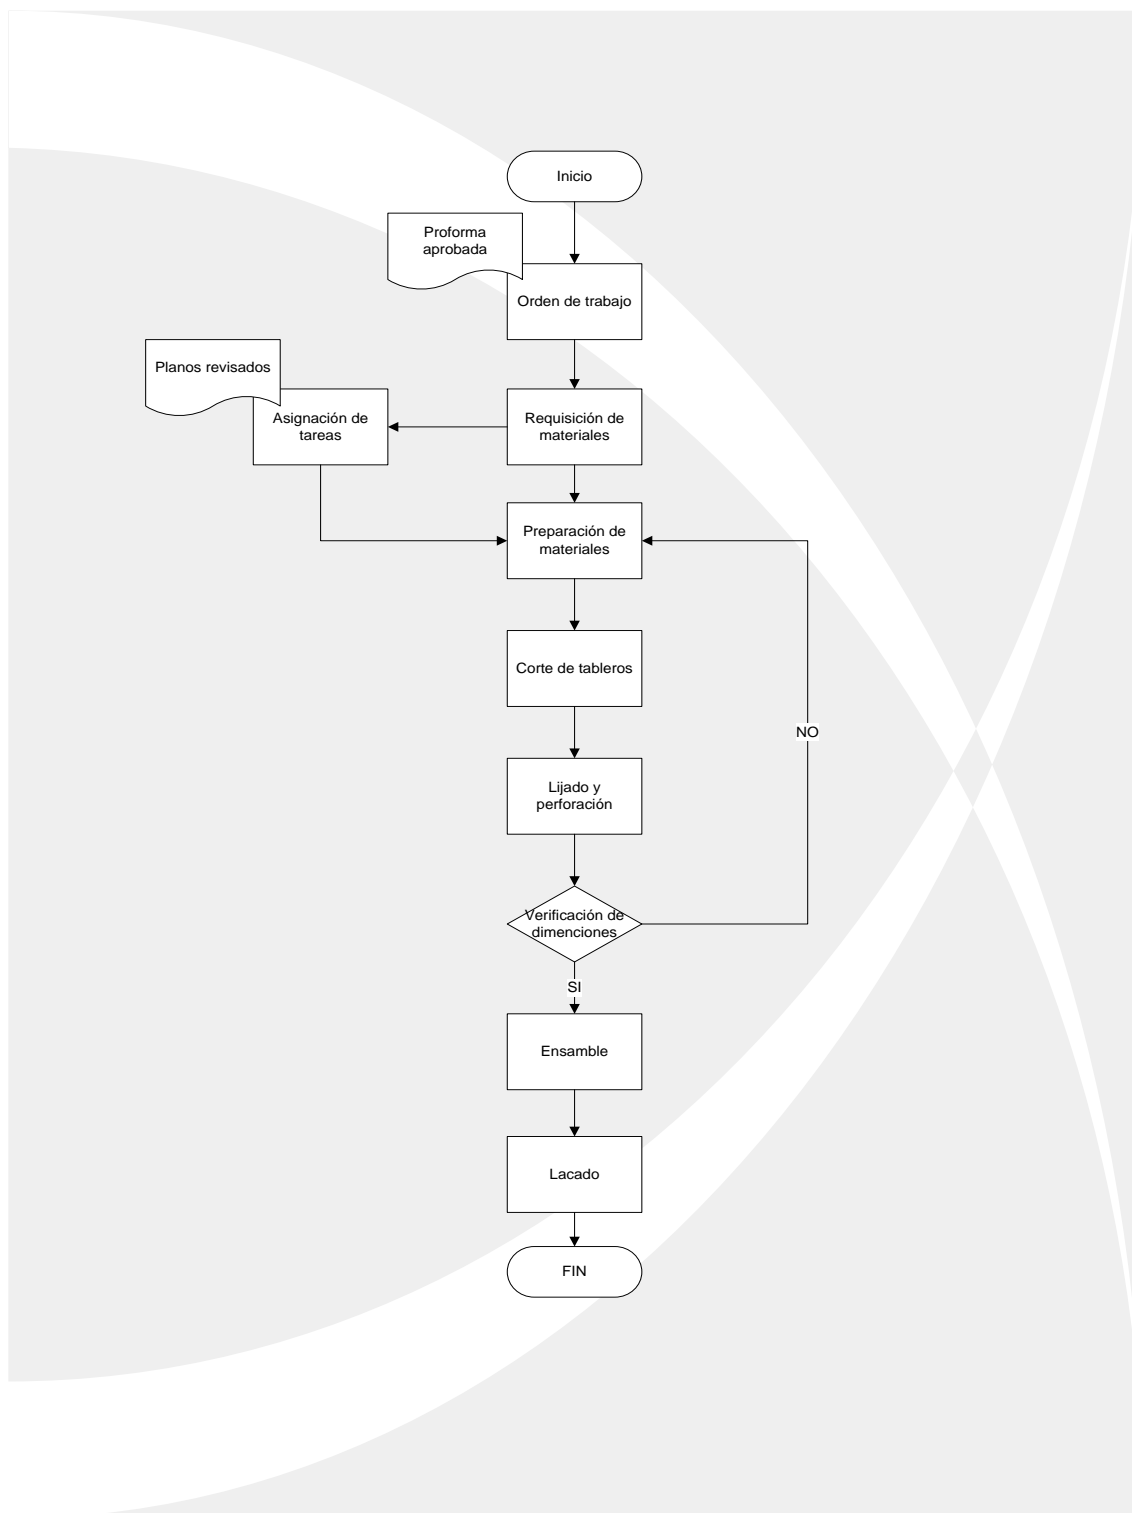 Inicio
Proforma
aprobada
Orden de trabajo
Planos revisados
Asignación de
tareas
Requisición de
materiales
Preparación de
materiales
Corte de tableros
NO
Lijado y
perforación
Verificación de
dimenciones
SI
Ensamble
Lacado
FIN